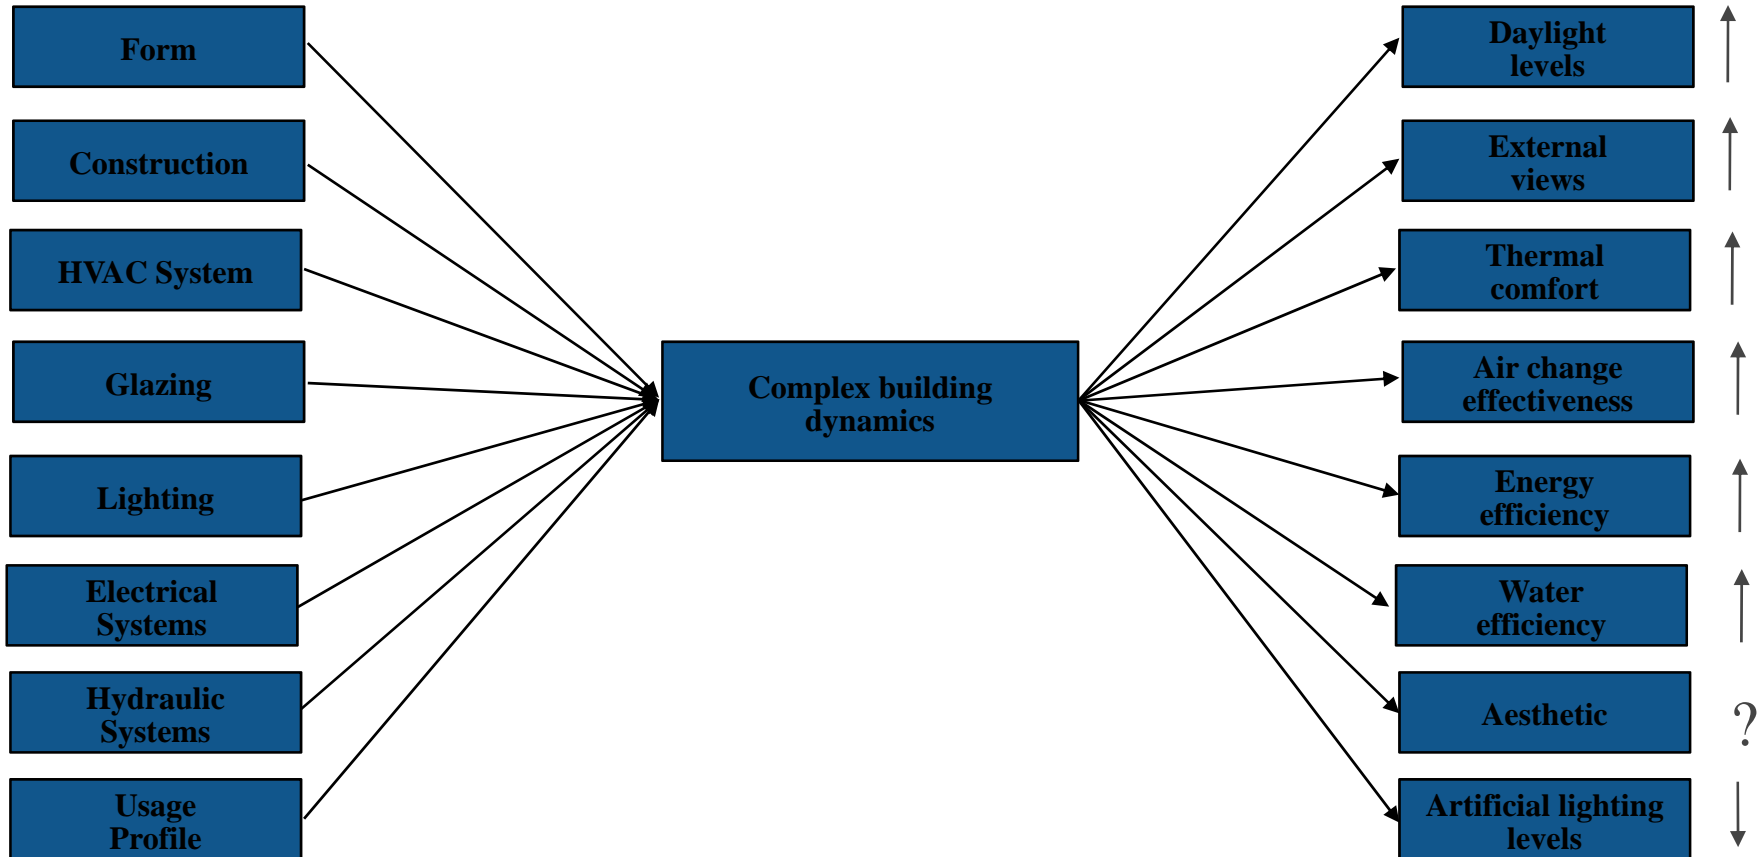 Form
Construction
HVAC System
Glazing
Lighting
Electrical
Systems
Hydraulic
Systems
Usage
Profile
Complex building
dynamics
Daylight
levels
External
views
Thermal
comfort
Air change
effectiveness
Energy
efficiency
Water
efficiency
Aesthetic
?
Artificial lighting
levels